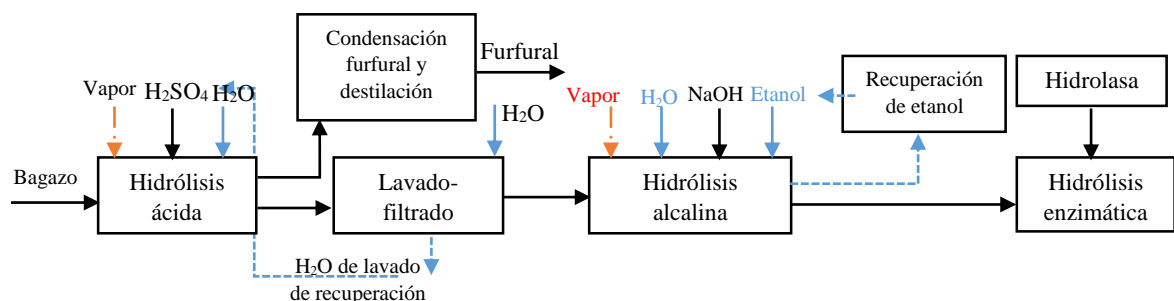 Condensación
furfural y
destilación
Furfural
Vapor
H₂SO₄
H₂O
H₂O
Vapor
H₂O
NaOH
Etanol
Recuperación
de etanol
Hidrolasa
Bagazo
Hidrólisis
ácida
Lavado-
filtrado
Hidrólisis
alcalina
Hidrólisis
enzimática
H₂O de lavado
de recuperación